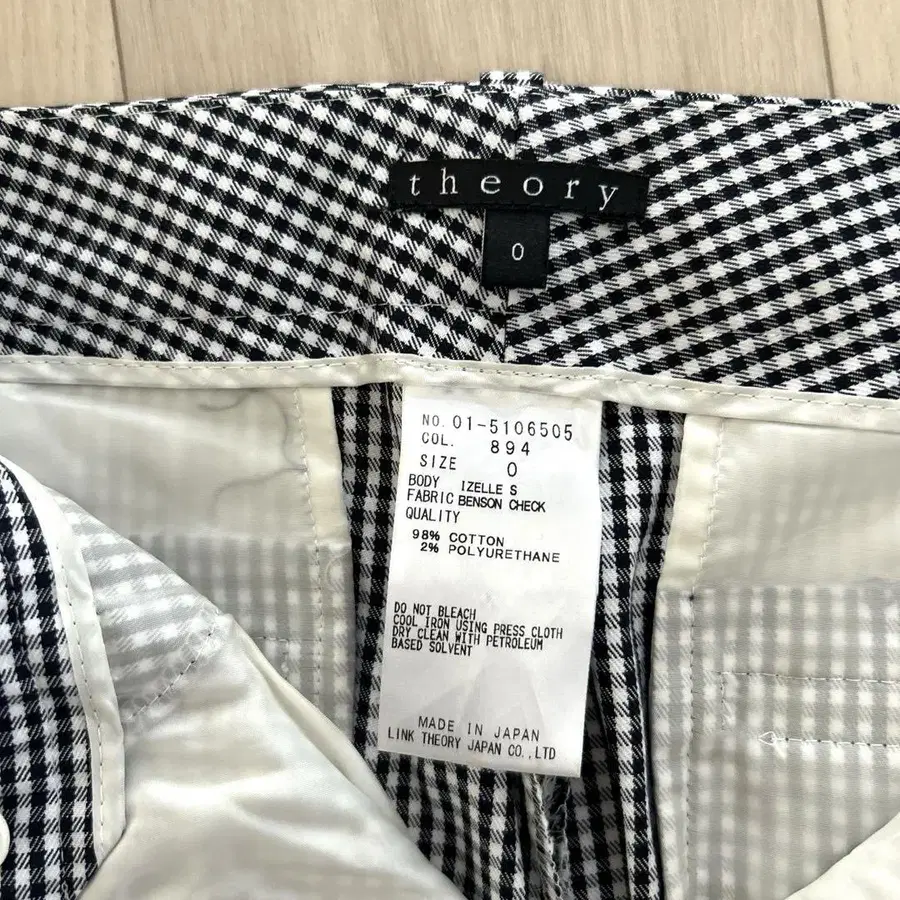 theory
0
NO. 01-5106505
COL. 894
SIZE 0
BODY IZELLE S
FABRIC BENSON CHECK
QUALITY
98% COTTON
2% POLYURETHANE
DO NOT BLEACH
COOL IRON USING PRESS CLOTH
DRY CLEAN WITH PETROLEUM
BASED SOLVENT
MADE IN JAPAN
LINK THEORY JAPAN CO.,LTD